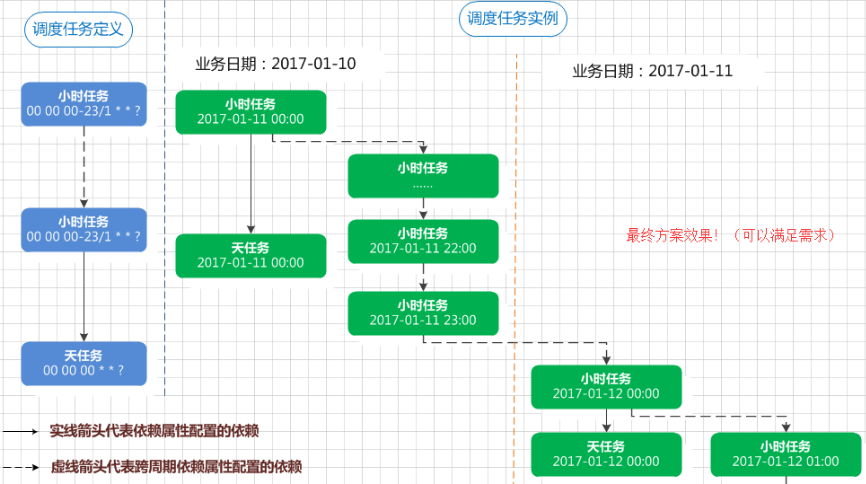 调度任务定义
调度任务实例
业务日期：2017-01-10
业务日期：2017-01-11
小时任务
00 00 00-23/1 * * ?
小时任务
2017-01-11 00:00
小时任务
......
小时任务
00 00 00-23/1 * * ?
天任务
2017-01-11 00:00
小时任务
2017-01-11 22:00
最终方案效果！（可以满足需求）
小时任务
2017-01-11 23:00
天任务
00 00 00 * * ?
小时任务
2017-01-12 00:00
实线箭头代表依赖属性配置的依赖
天任务
2017-01-12 00:00
小时任务
2017-01-12 01:00
虚线箭头代表跨周期依赖属性配置的依赖